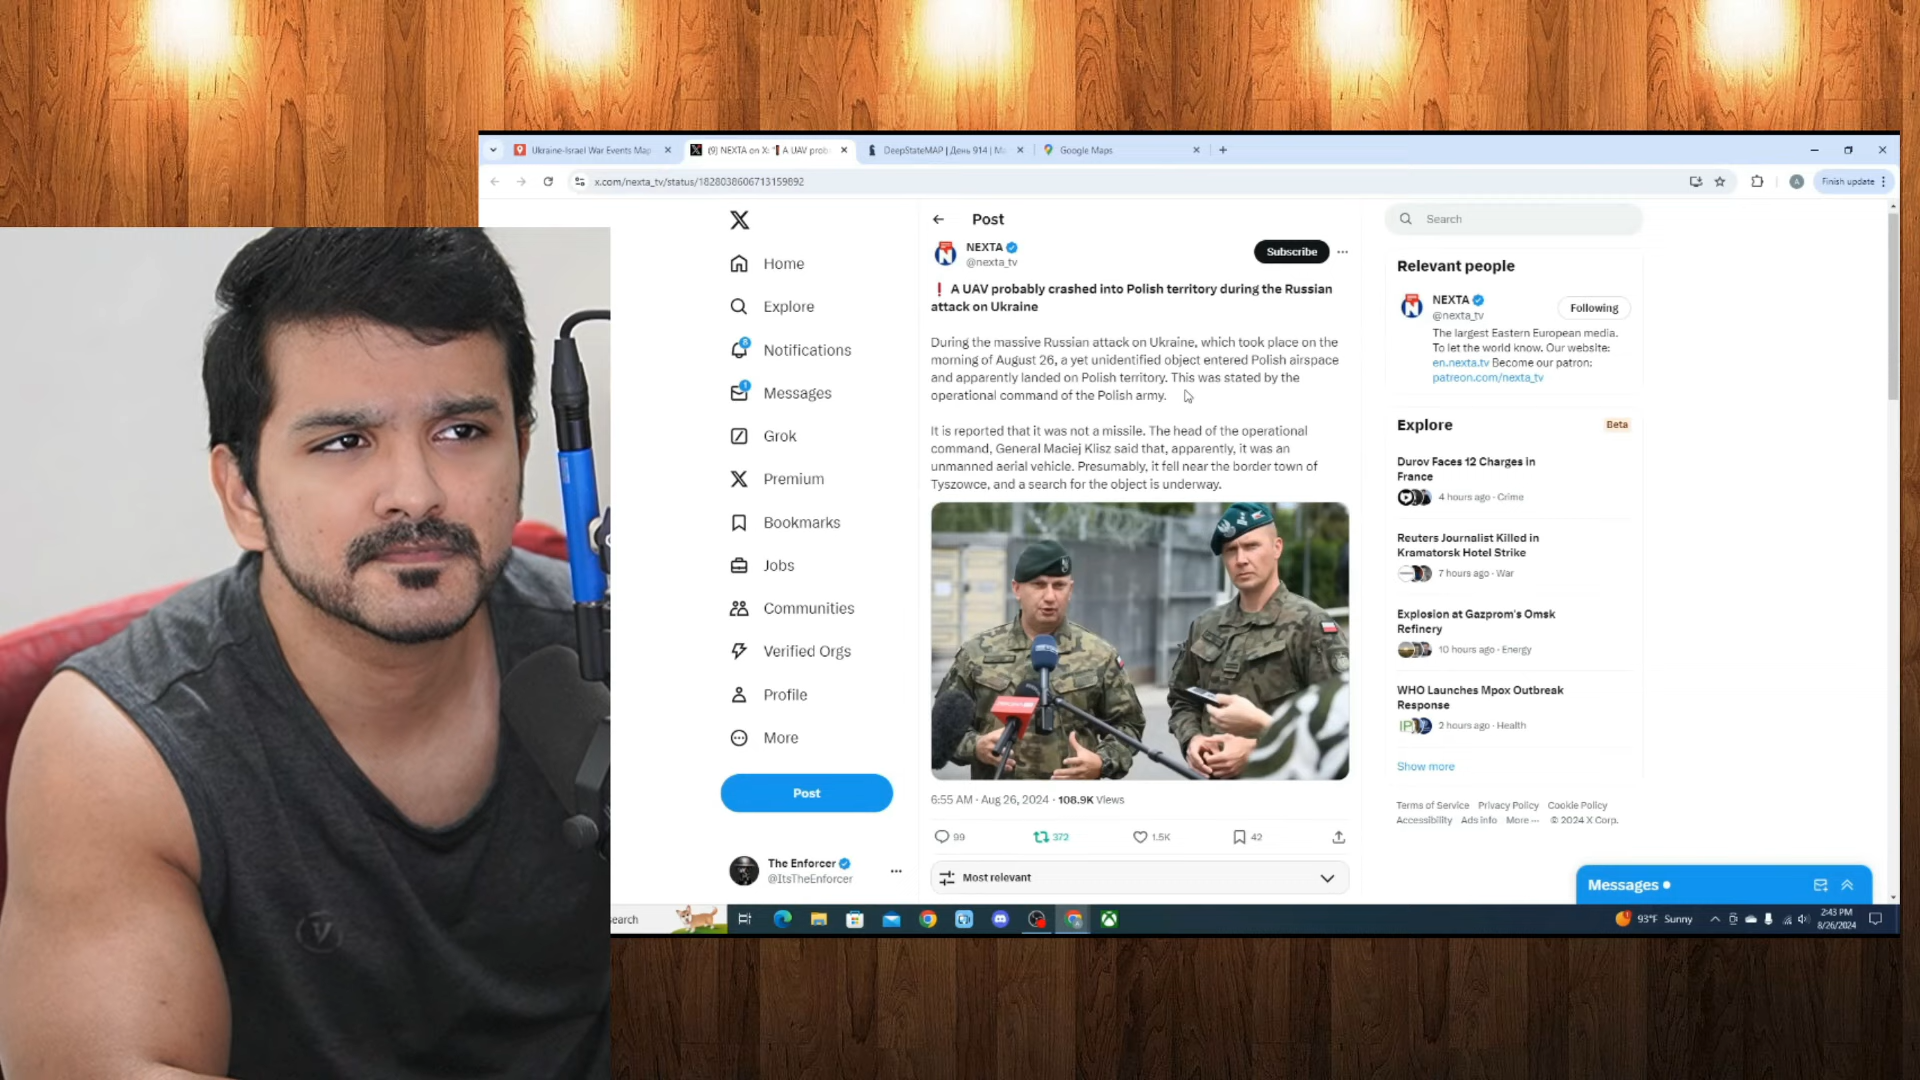 Ukraine-Israel War Events Map
(9) NEXTA on X: "❗ A UAV prob
DeepStateMAP | День 914 | М
Google Maps
x.com/nexta_tv/status/1828038606713159892
Finish update
Post
Search
NEXTA
@nexta_tv
Subscribe
❗ A UAV probably crashed into Polish territory during the Russian
attack on Ukraine
During the massive Russian attack on Ukraine, which took place on the
morning of August 26, a yet unidentified object entered Polish airspace
and apparently landed on Polish territory. This was stated by the
operational command of the Polish army.
It is reported that it was not a missile. The head of the operational
command, General Maciej Klisz said that, apparently, it was an
unmanned aerial vehicle. Presumably, it fell near the border town of
Tyszowce, and a search for the object is underway.
6:55 AM · Aug 26, 2024 · 108.9K Views
99
372
1.5K
42
Most relevant
Home
Explore
8
Notifications
1
Messages
Grok
Premium
Bookmarks
Jobs
Communities
Verified Orgs
Profile
More
Post
The Enforcer
@ItsTheEnforcer
Relevant people
NEXTA
@nexta_tv
Following
The largest Eastern European media.
To let the world know. Our website:
en.nexta.tv Become our patron:
patreon.com/nexta_tv
Explore
Beta
Durov Faces 12 Charges in
France
4 hours ago · Crime
Reuters Journalist Killed in
Kramatorsk Hotel Strike
7 hours ago · War
Explosion at Gazprom's Omsk
Refinery
10 hours ago · Energy
WHO Launches Mpox Outbreak
Response
2 hours ago · Health
Show more
Terms of Service Privacy Policy Cookie Policy
Accessibility Ads info More ··· © 2024 X Corp.
Messages
earch
93°F Sunny
2:43 PM
8/26/2024
V